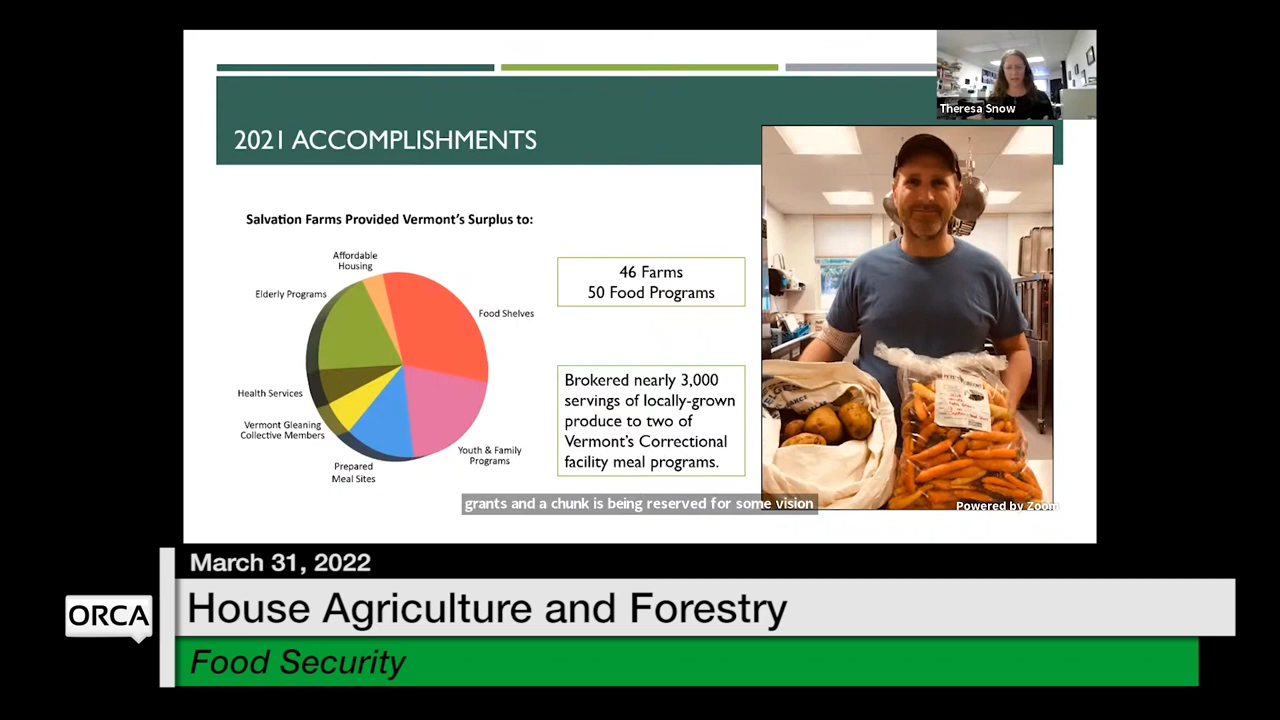 Theresa Snow
2021 ACCOMPLISHMENTS
Salvation Farms Provided Vermont's Surplus to:
Affordable
Housing
Elderly Programs
Food Shelves
Health Services
Vermont Gleaning
Collective Members
Prepared
Meal Sites
Youth & Family
Programs
46 Farms
50 Food Programs
Brokered nearly 3,000
servings of locally-grown
produce to two of
Vermont's Correctional
facility meal programs.
grants and a chunk is being reserved for some vision
Powered by Zoom
March 31, 2022
ORCA
House Agriculture and Forestry
Food Security